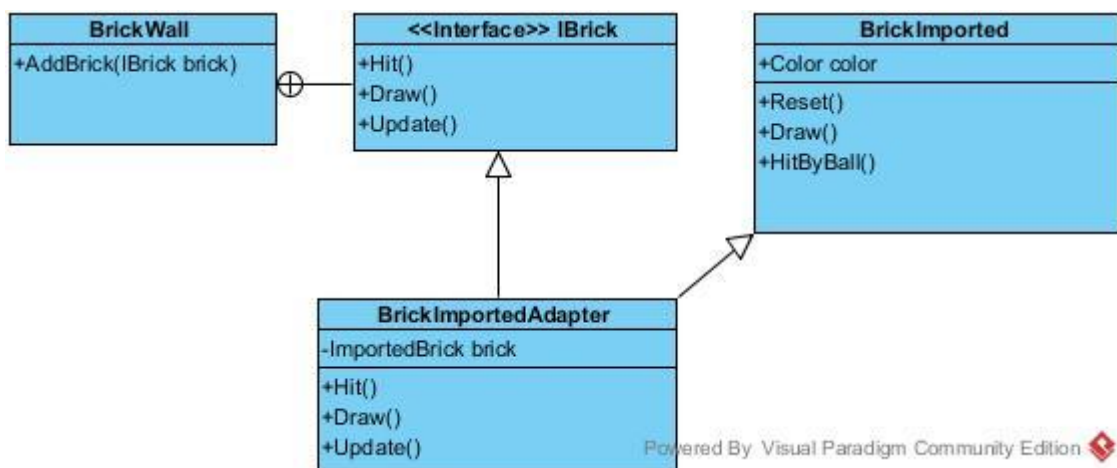 BrickWall
+AddBrick(IBrick brick)
<<Interface>> IBrick
+Hit()
+Draw()
+Update()
BrickImported
+Color color
+Reset()
+Draw()
+HitByBall()
BrickImportedAdapter
-ImportedBrick brick
+Hit()
+Draw()
+Update()
Powered By Visual Paradigm Community Edition